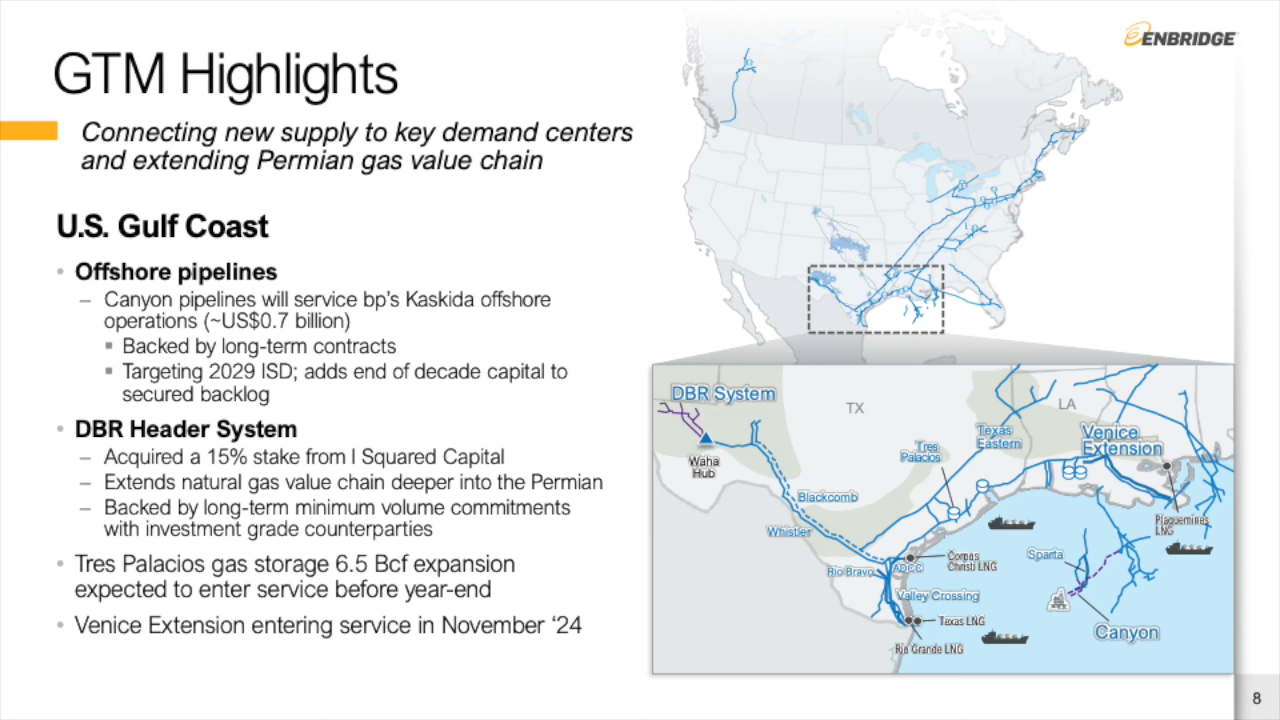 ENBRIDGE
GTM Highlights
Connecting new supply to key demand centers
and extending Permian gas value chain
U.S. Gulf Coast
• Offshore pipelines
– Canyon pipelines will service bp's Kaskida offshore
operations (~US$0.7 billion)
▪ Backed by long-term contracts
▪ Targeting 2029 ISD; adds end of decade capital to
secured backlog
• DBR Header System
– Acquired a 15% stake from I Squared Capital
– Extends natural gas value chain deeper into the Permian
– Backed by long-term minimum volume commitments
with investment grade counterparties
• Tres Palacios gas storage 6.5 Bcf expansion
expected to enter service before year-end
• Venice Extension entering service in November ‘24
DBR System
TX
LA
Waha
Hub
Tres
Palacios
Texas
Eastern
Venice
Extension
Blackcomb
Whistler
Plaquemines
LNG
Rio Bravo
ADCC
Corpus
Christi LNG
Sparta
Valley Crossing
Texas LNG
Rio Grande LNG
Canyon
8